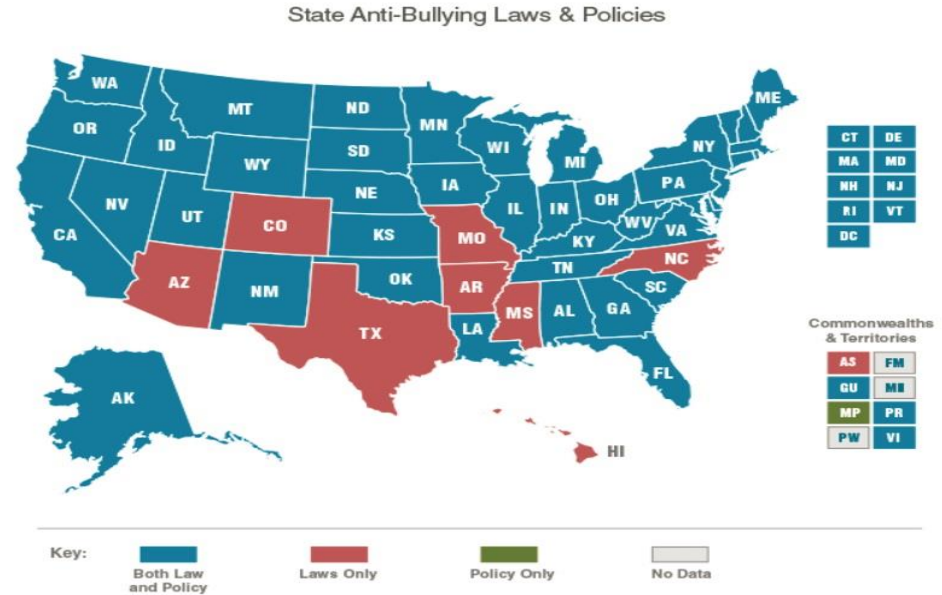 State Anti-Bullying Laws & Policies
WA
MT
ND
MN
ME
OR
ID
SD
WI
MI
NY
WY
IA
PA
NE
NV
UT
IL
IN
OH
CA
CO
KS
MO
WV
VA
KY
AZ
NM
OK
AR
TN
NC
SC
TX
LA
MS
AL
GA
FL
AK
HI
CT DE
MA MD
NH NJ
RI VT
DC
Commonwealths
& Territories
AS FM
GU
MP PR
PW VI
Key:
Both Law
and Policy
Laws Only
Policy Only
No Data